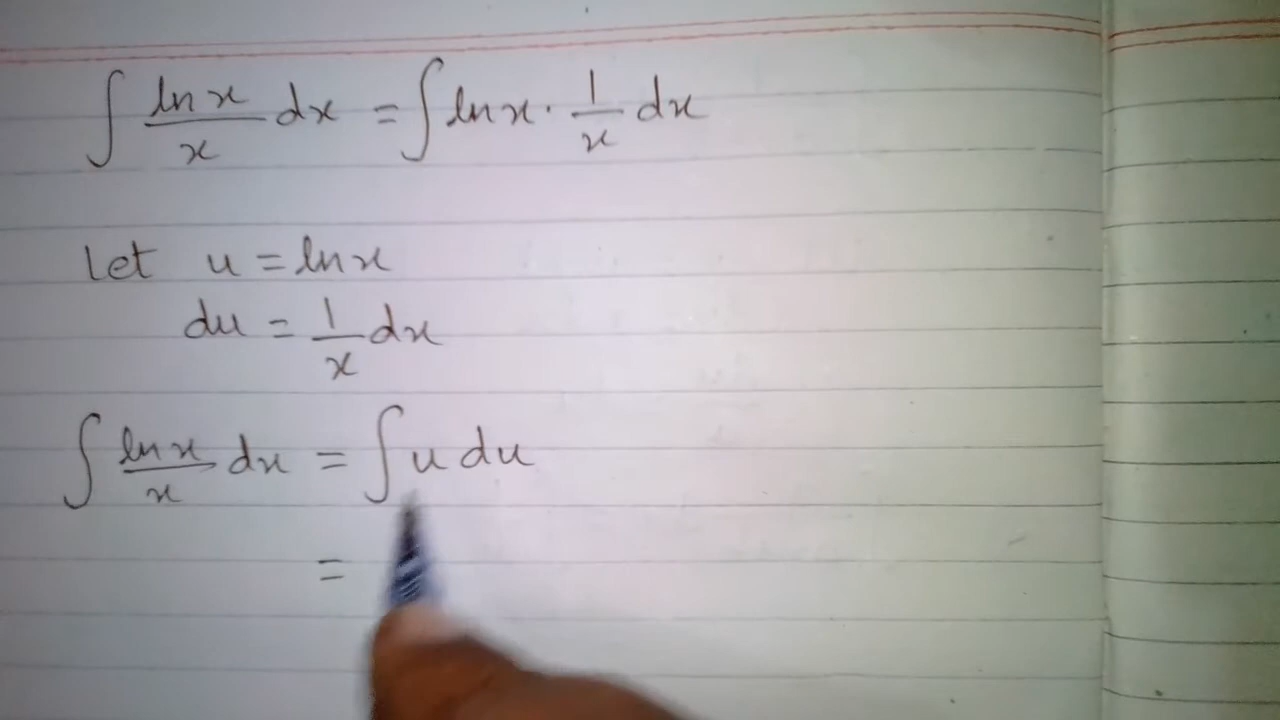 ∫ ln x / x dx = ∫ ln x · 1/x dx
Let u = ln x
du = 1/x dx
∫ ln x / x dx = ∫ u du
=